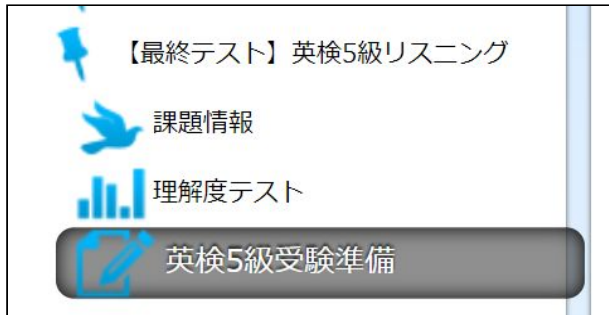 【最終テスト】英検5級リスニング
課題情報
理解度テスト
英検5級受験準備